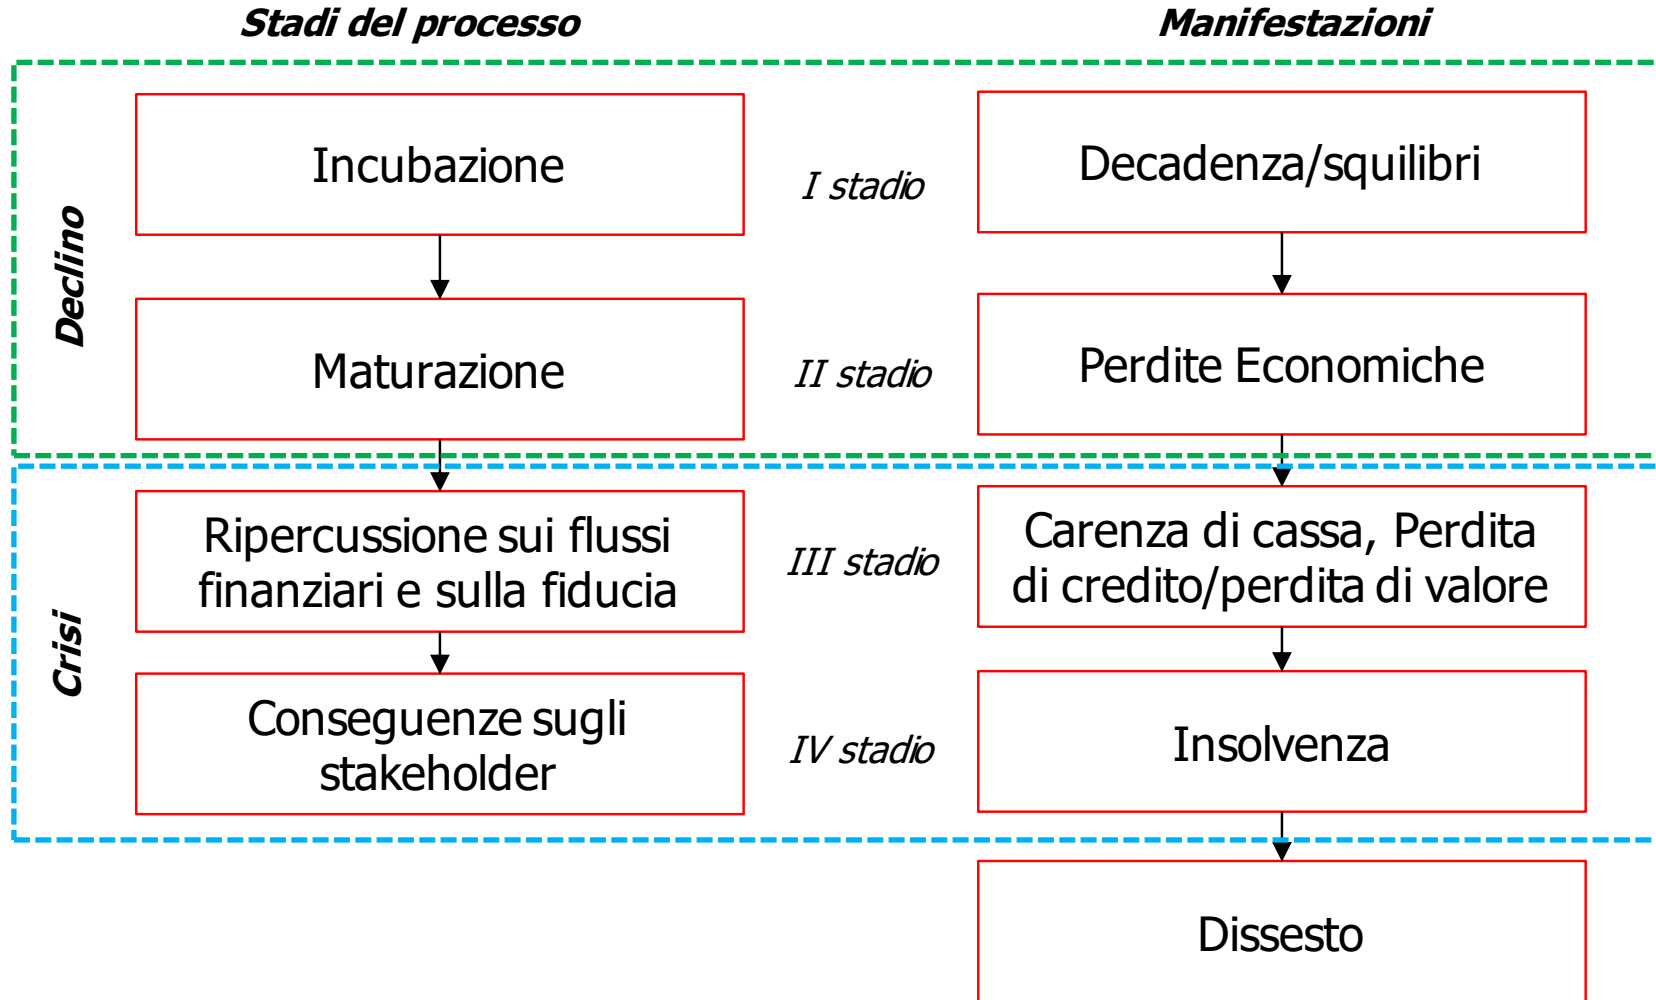 Stadi del processo
Manifestazioni
Declino
Incubazione
I stadio
Decadenza/squilibri
Maturazione
II stadio
Perdite Economiche
Crisi
Ripercussione sui flussi
finanziari e sulla fiducia
III stadio
Carenza di cassa, Perdita
di credito/perdita di valore
Conseguenze sugli
stakeholder
IV stadio
Insolvenza
Dissesto